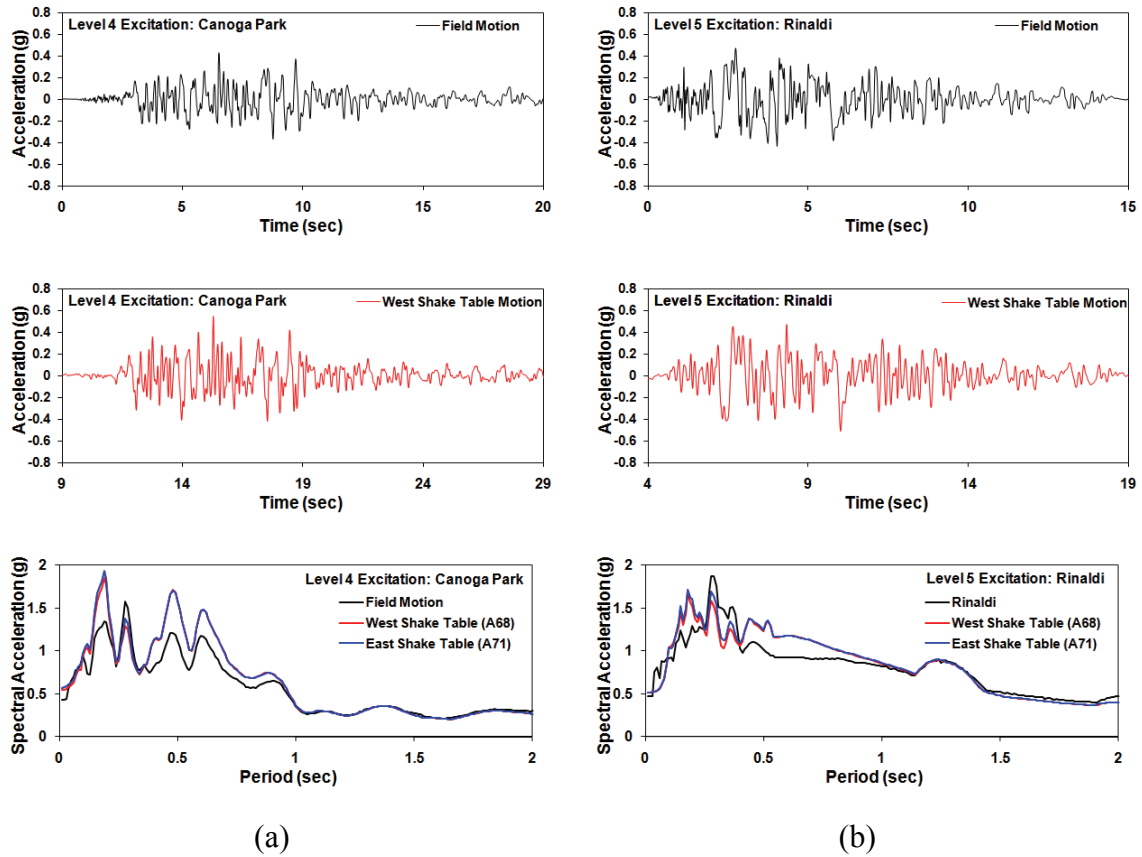 Level 4 Excitation: Canoga Park
Field Motion
Acceleration (g)
0.8
0.6
0.4
0.2
0
-0.2
-0.4
-0.6
-0.8
0 5 10 15 20
Time (sec)
Level 5 Excitation: Rinaldi
Field Motion
Acceleration (g)
0.8
0.6
0.4
0.2
0
-0.2
-0.4
-0.6
-0.8
0 5 10 15
Time (sec)
Level 4 Excitation: Canoga Park
West Shake Table Motion
Acceleration (g)
0.8
0.6
0.4
0.2
0
-0.2
-0.4
-0.6
-0.8
9 14 19 24 29
Time (sec)
Level 5 Excitation: Rinaldi
West Shake Table Motion
Acceleration (g)
0.8
0.6
0.4
0.2
0
-0.2
-0.4
-0.6
-0.8
4 9 14 19
Time (sec)
Level 4 Excitation: Canoga Park
Field Motion
West Shake Table (A68)
East Shake Table (A71)
Spectral Acceleration (g)
2
1.5
1
0.5
0
0 0.5 1 1.5 2
Period (sec)
Level 5 Excitation: Rinaldi
Rinaldi
West Shake Table (A68)
East Shake Table (A71)
Spectral Acceleration (g)
2
1.5
1
0.5
0
0 0.5 1 1.5 2
Period (sec)
(a)
(b)